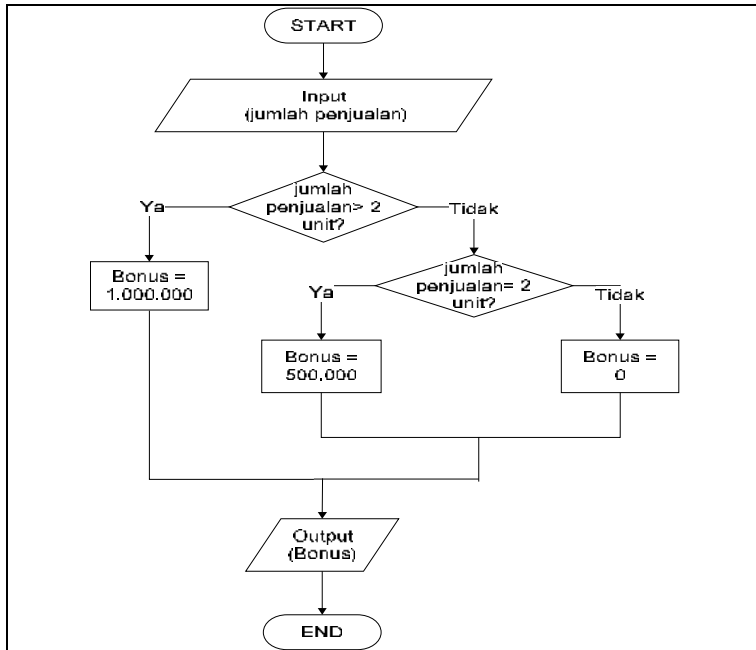 START
Input
(jumlah penjualan)
jumlah
penjualan> 2
unit?
Ya
Tidak
Bonus =
1.000.000
jumlah
penjualan= 2
unit?
Ya
Tidak
Bonus =
500.000
Bonus =
0
Output
(Bonus)
END